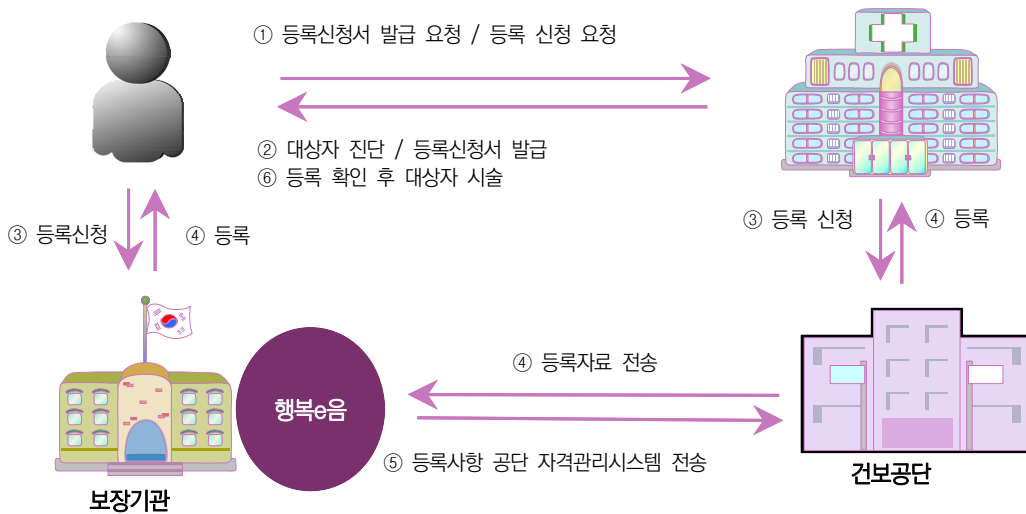 ① 등록신청서 발급 요청 / 등록 신청 요청
② 대상자 진단 / 등록신청서 발급
⑥ 등록 확인 후 대상자 시술
③ 등록신청
④ 등록
③ 등록 신청
④ 등록
④ 등록자료 전송
행복e음
⑤ 등록사항 공단 자격관리시스템 전송
보장기관
건보공단